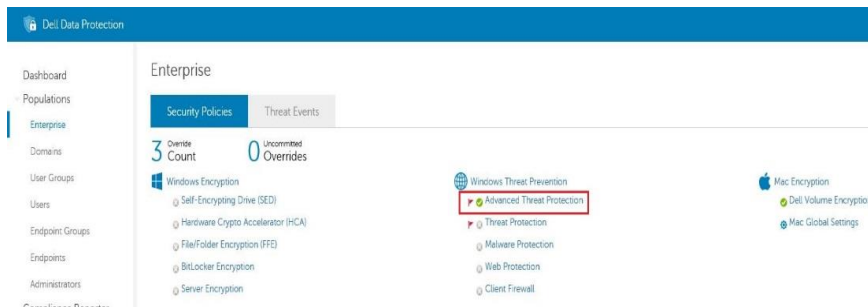 Dell Data Protection
Dashboard
Populations
Enterprise
Domains
User Groups
Users
Endpoint Groups
Endpoints
Administrators
Enterprise
Security Policies
Threat Events
3 Override Count
0 Uncommitted Overrides
Windows Encryption
Self-Encrypting Drive (SED)
Hardware Crypto Accelerator (HCA)
File/Folder Encryption (FFE)
BitLocker Encryption
Server Encryption
Windows Threat Prevention
Advanced Threat Protection
Threat Protection
Malware Protection
Web Protection
Client Firewall
Mac Encryption
Dell Volume Encryptio
Mac Global Settings